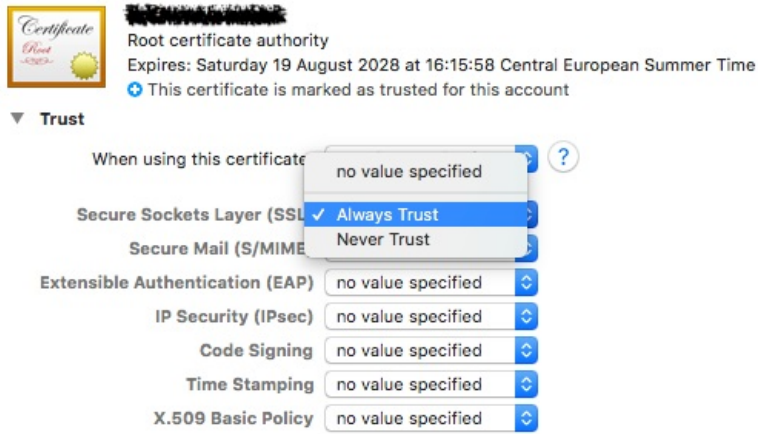 Certificate
Root
Root certificate authority
Expires: Saturday 19 August 2028 at 16:15:58 Central European Summer Time
This certificate is marked as trusted for this account
Trust
When using this certificate
?
no value specified
Secure Sockets Layer (SSL
✓ Always Trust
Secure Mail (S/MIME
Never Trust
Extensible Authentication (EAP) no value specified
IP Security (IPsec) no value specified
Code Signing no value specified
Time Stamping no value specified
X.509 Basic Policy no value specified